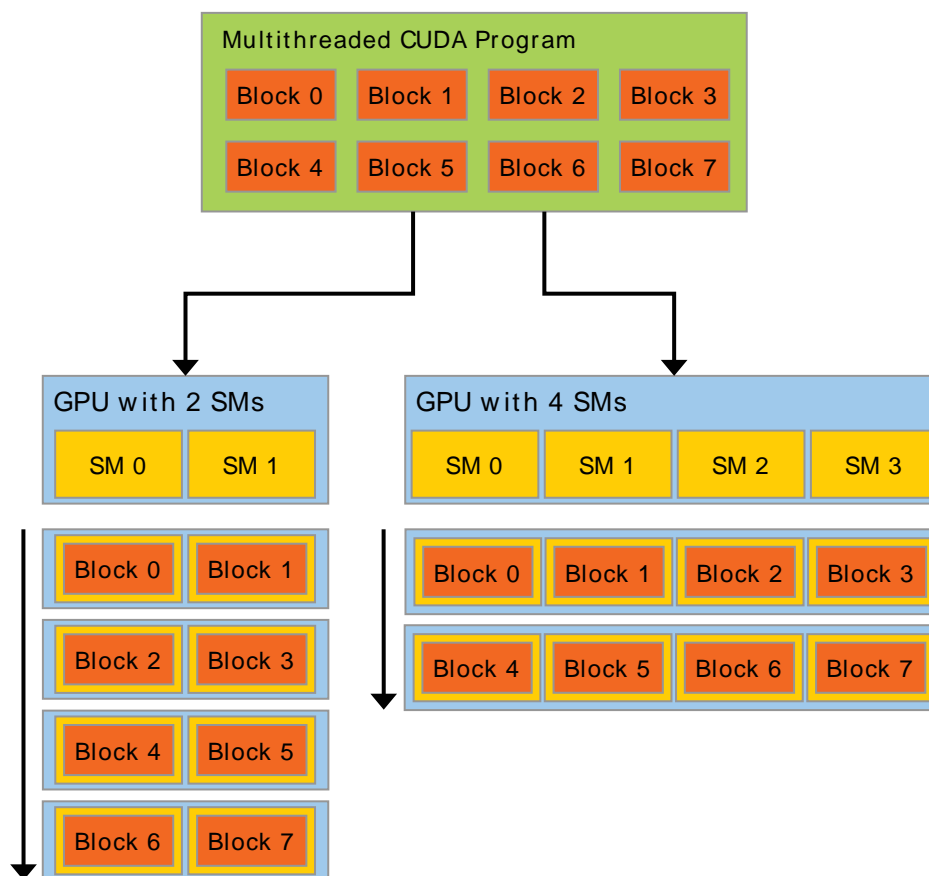 Multithreaded CUDA Program
Block 0 Block 1 Block 2 Block 3
Block 4 Block 5 Block 6 Block 7
GPU with 2 SMs
SM 0 SM 1
Block 0 Block 1
Block 2 Block 3
Block 4 Block 5
Block 6 Block 7
GPU with 4 SMs
SM 0 SM 1 SM 2 SM 3
Block 0 Block 1 Block 2 Block 3
Block 4 Block 5 Block 6 Block 7